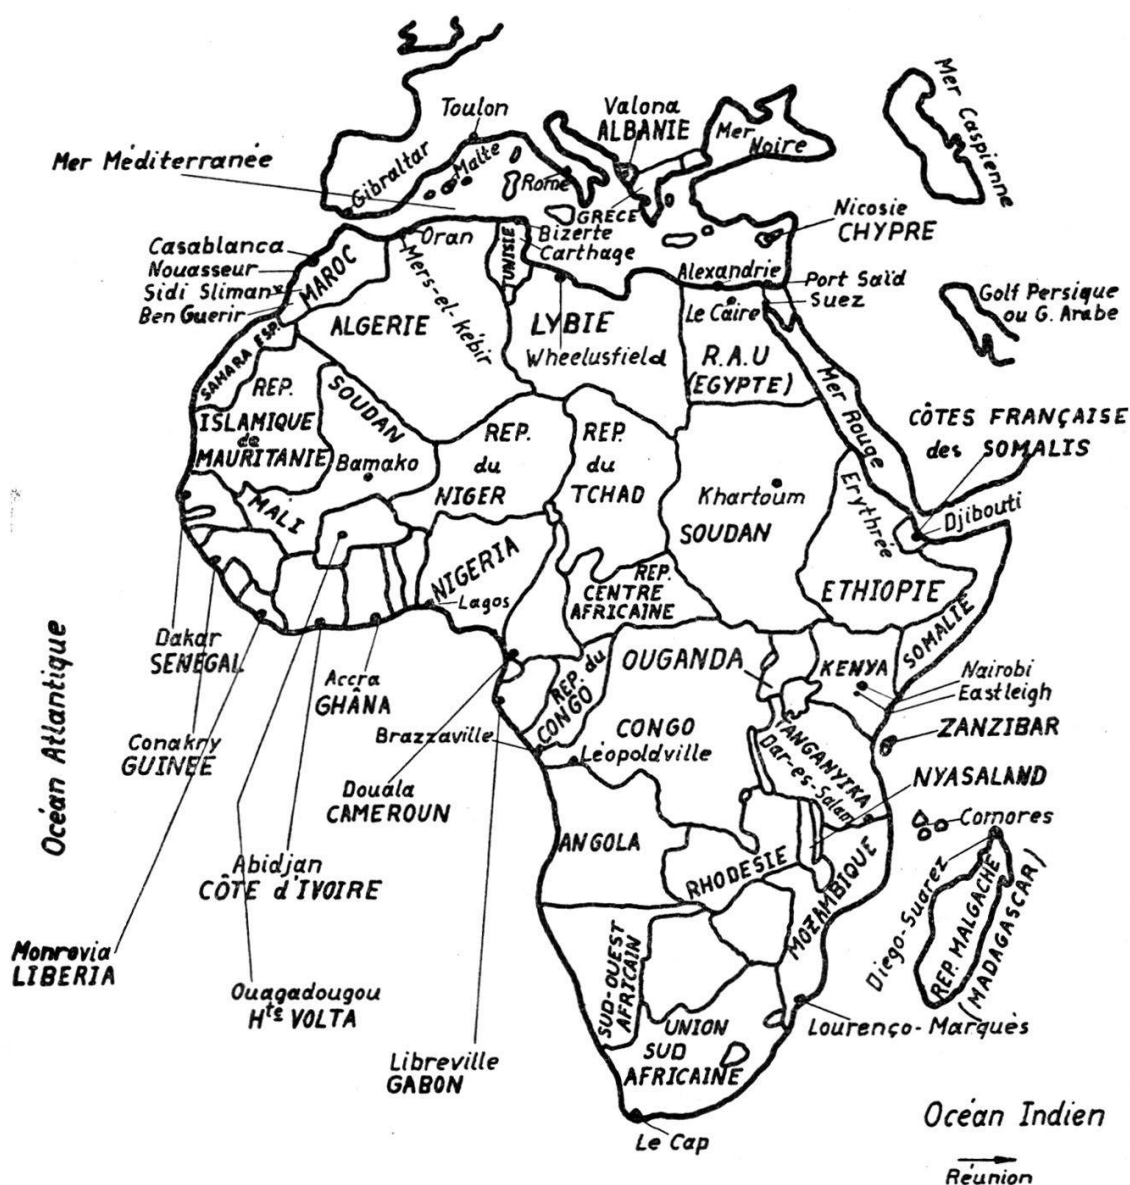 Toulon
Valona
ALBANIE
Mer
Noire
Mer Caspienne
Mer Méditerranée
Gibraltar
Malte
Rome
GRÈCE
Nicosie
CHYPRE
Casablanca
Nouasseur
Sidi Sliman
Ben Guerir
MAROC
Oran
Mers-el-Kébir
TUNISIE
Bizerte
Carthage
Alexandrie
Port Saïd
Suez
Le Caire
Golf Persique
ou G. Arabe
ALGERIE
LYBIE
Wheelusfield
R.A.U
(EGYPTE)
Mer Rouge
SAHARA ESP.
REP.
ISLAMIQUE
de
MAURITANIE
SOUDAN
Bamako
MALI
REP.
du
NIGER
REP.
du
TCHAD
Khartoum
SOUDAN
CÔTES FRANÇAISE
des SOMALIS
Erythrée
Djibouti
ETHIOPIE
SOMALIE
NIGERIA
Lagos
REP.
CENTRE
AFRICAINE
Dakar
SENEGAL
Accra
GHÂNA
OUGANDA
KENYA
Nairobi
Eastleigh
ZANZIBAR
REP. du
CONGO
Brazzaville
CONGO
Léopoldville
TANGANYIKA
Dar-es-Salam
NYASALAND
Conakry
GUINÉE
Océan Atlantique
Douála
CAMEROUN
Comores
ANGOLA
RHODESIE
MOZAMBIQUE
Diego-Suarez
REP. MALGACHE
(MADAGASCAR)
Abidjan
CÔTE d'IVOIRE
Monrovia
LIBERIA
Ouagadougou
Hte VOLTA
SUD-OUEST
AFRICAIN
UNION
SUD
AFRICAINE
Lourenço-Marquès
Libreville
GABON
Le Cap
Océan Indien
Réunion